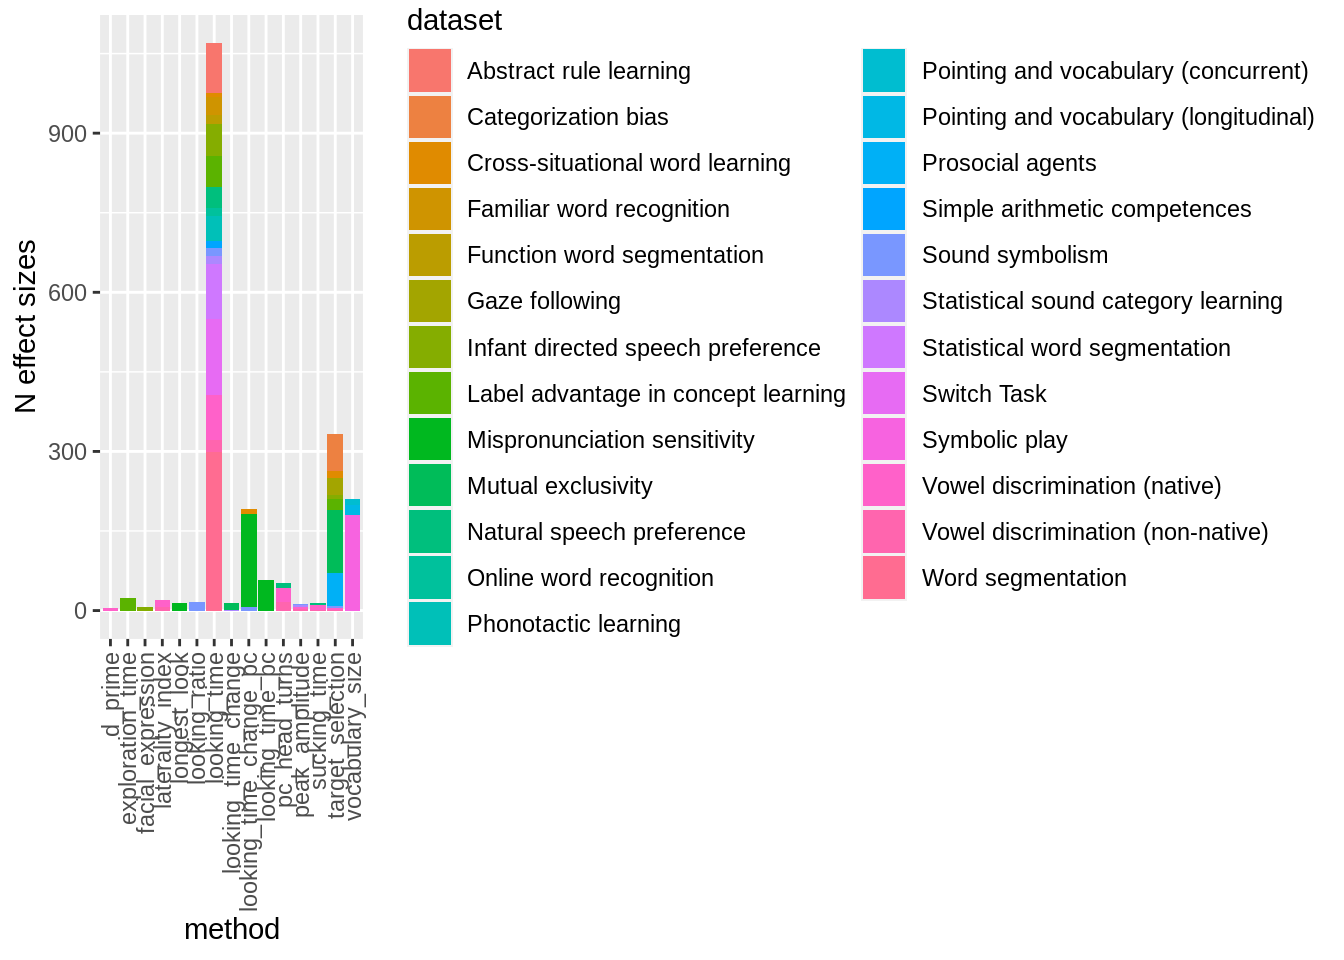 dataset
Abstract rule learning
Categorization bias
Cross-situational word learning
Familiar word recognition
Function word segmentation
Gaze following
Infant directed speech preference
Label advantage in concept learning
Mispronunciation sensitivity
Mutual exclusivity
Natural speech preference
Online word recognition
Phonotactic learning
Pointing and vocabulary (concurrent)
Pointing and vocabulary (longitudinal)
Prosocial agents
Simple arithmetic competences
Sound symbolism
Statistical sound category learning
Statistical word segmentation
Switch Task
Symbolic play
Vowel discrimination (native)
Vowel discrimination (non-native)
Word segmentation
N effect sizes
900
600
300
0
d_prime
exploration_time
facial_expression
laterality_index
longest_look
looking_ratio
looking_time
looking_time_change
looking_time_change_pc
looking_time_pc
pc_head_turns
peak_amplitude
sucking_time
target_selection
vocabulary_size
method